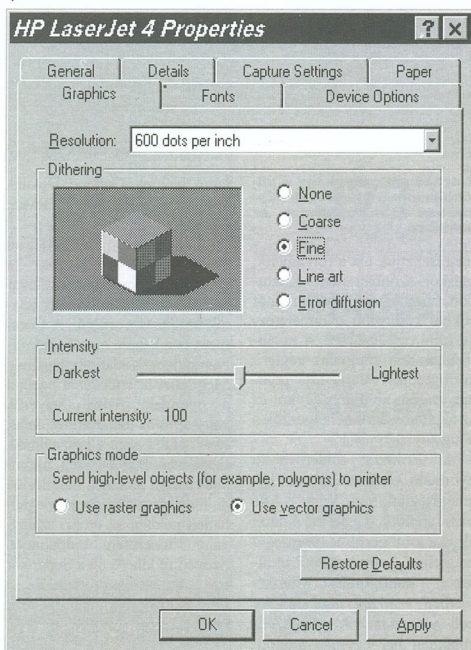 HP LaserJet 4 Properties ? ×
General Details Capture Settings Paper
Graphics Fonts Device Options
Resolution: 600 dots per inch
Dithering
None
Coarse
Fine
Line art
Error diffusion
Intensity
Darkest Lightest
Current intensity: 100
Graphics mode
Send high-level objects (for example, polygons) to printer
Use raster graphics Use vector graphics
Restore Defaults
OK Cancel Apply